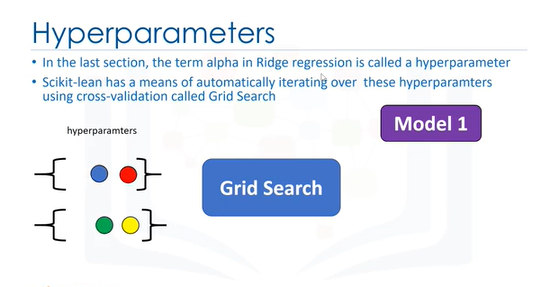 Hyperparameters
• In the last section, the term alpha in Ridge regression is called a hyperparameter
• Scikit-lean has a means of automatically iterating over these hyperparamters
using cross-validation called Grid Search
Model 1
hyperparamters
Grid Search